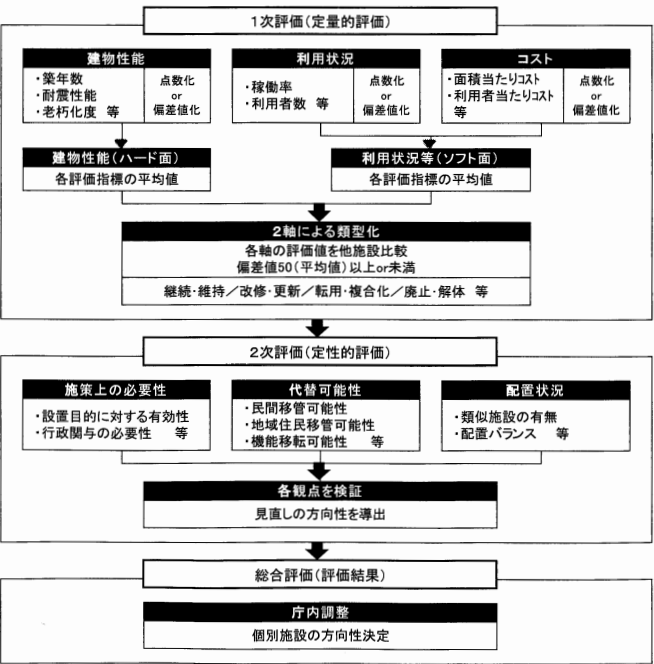 1次評価(定量的評価)
建物性能
・築年数
・耐震性能
・老朽化度 等
点数化
or
偏差値化
利用状況
・稼働率
・利用者数 等
点数化
or
偏差値化
コスト
・面積当たりコスト
・利用者当たりコスト
等
点数化
or
偏差値化
建物性能(ハード面)
各評価指標の平均値
利用状況等(ソフト面)
各評価指標の平均値
2軸による類型化
各軸の評価値を他施設比較
偏差値50(平均値)以上or未満
継続・維持/改修・更新/転用・複合化/廃止・解体 等
2次評価(定性的評価)
施策上の必要性
・設置目的に対する有効性
・行政関与の必要性 等
代替可能性
・民間移管可能性
・地域住民移管可能性
・機能移転可能性 等
配置状況
・類似施設の有無
・配置バランス 等
各観点を検証
見直しの方向性を導出
総合評価(評価結果)
庁内調整
個別施設の方向性決定